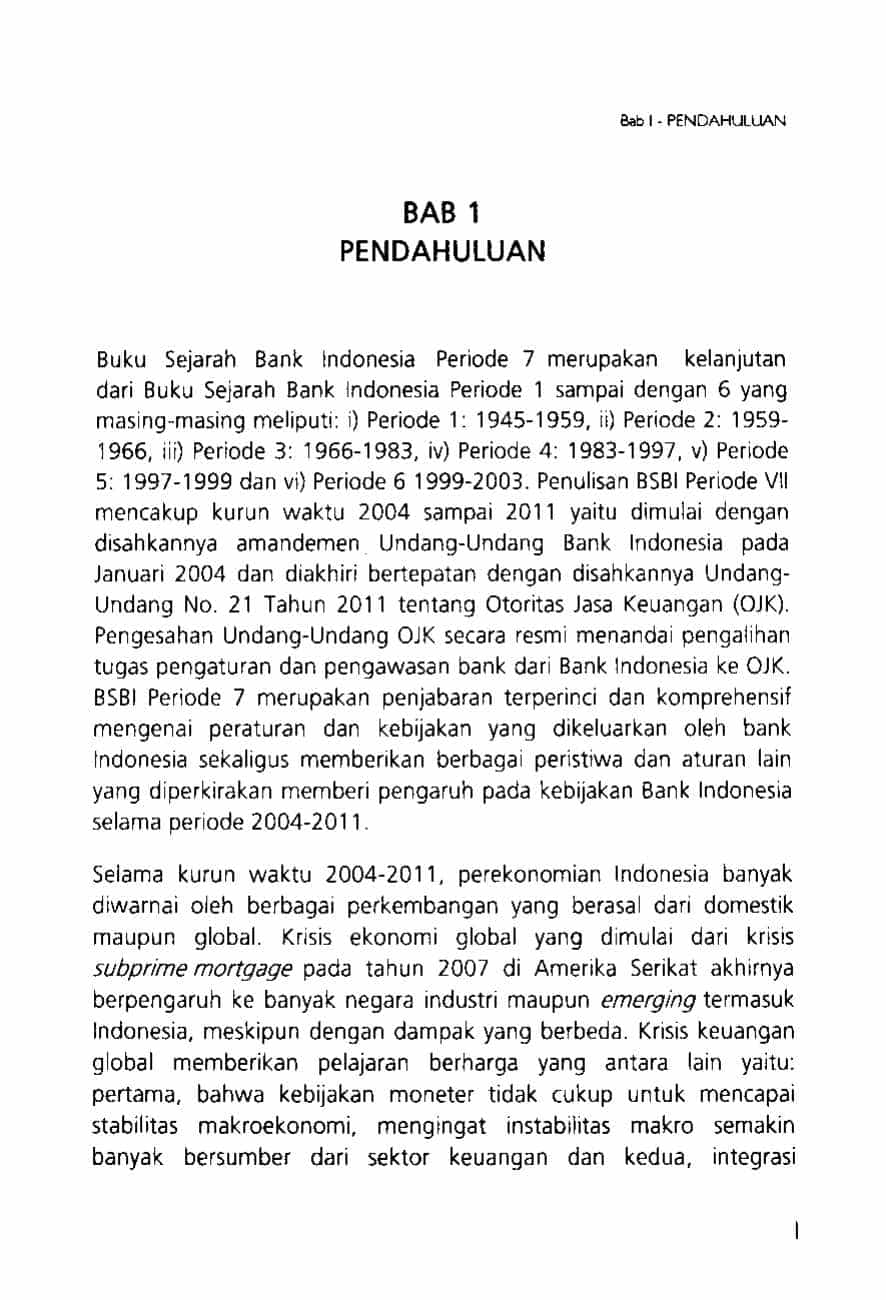 Bab I - PENDAHULUAN
BAB 1
PENDAHULUAN
Buku Sejarah Bank Indonesia Periode 7 merupakan kelanjutan
dari Buku Sejarah Bank Indonesia Periode 1 sampai dengan 6 yang
masing-masing meliputi: i) Periode 1: 1945-1959, ii) Periode 2: 1959-
1966, iii) Periode 3: 1966-1983, iv) Periode 4: 1983-1997, v) Periode
5: 1997-1999 dan vi) Periode 6 1999-2003. Penulisan BSBI Periode VII
mencakup kurun waktu 2004 sampai 2011 yaitu dimulai dengan
disahkannya amandemen Undang-Undang Bank Indonesia pada
Januari 2004 dan diakhiri bertepatan dengan disahkannya Undang-
Undang No. 21 Tahun 2011 tentang Otoritas Jasa Keuangan (OJK).
Pengesahan Undang-Undang OJK secara resmi menandai pengalihan
tugas pengaturan dan pengawasan bank dari Bank Indonesia ke OJK.
BSBI Periode 7 merupakan penjabaran terperinci dan komprehensif
mengenai peraturan dan kebijakan yang dikeluarkan oleh bank
Indonesia sekaligus memberikan berbagai peristiwa dan aturan lain
yang diperkirakan memberi pengaruh pada kebijakan Bank Indonesia
selama periode 2004-2011.
Selama kurun waktu 2004-2011, perekonomian Indonesia banyak
diwarnai oleh berbagai perkembangan yang berasal dari domestik
maupun global. Krisis ekonomi global yang dimulai dari krisis
subprime mortgage pada tahun 2007 di Amerika Serikat akhirnya
berpengaruh ke banyak negara industri maupun emerging termasuk
Indonesia, meskipun dengan dampak yang berbeda. Krisis keuangan
global memberikan pelajaran berharga yang antara lain yaitu:
pertama, bahwa kebijakan moneter tidak cukup untuk mencapai
stabilitas makroekonomi, mengingat instabilitas makro semakin
banyak bersumber dari sektor keuangan dan kedua, integrasi
1